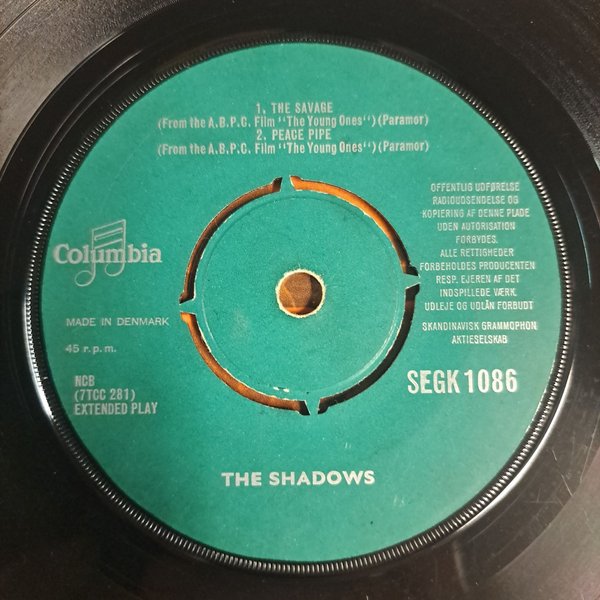 1. THE SAVAGE
(From the A.B.P.C. Film "The Young Ones") (Paramor)
2. PEACE PIPE
(From the A.B.P.C. Film "The Young Ones") (Paramor)
Columbia
MADE IN DENMARK
45 r.p.m.
NCB
(7TCC 281)
EXTENDED PLAY
OFFENTLIG UDFØRELSE
RADIOUDSENDELSE OG
KOPIERING AF DENNE PLADE
UDEN AUTORISATION
FORBYDES.
ALLE RETTIGHEDER
FORBEHOLDES PRODUCENTEN
RESP. EJEREN AF DET
INDSPILLEDE VÆRK.
UDLEJE OG UDLÅN FORBUDT
SKANDINAVISK GRAMMOPHON
AKTIESELSKAB
SEGK 1086
THE SHADOWS